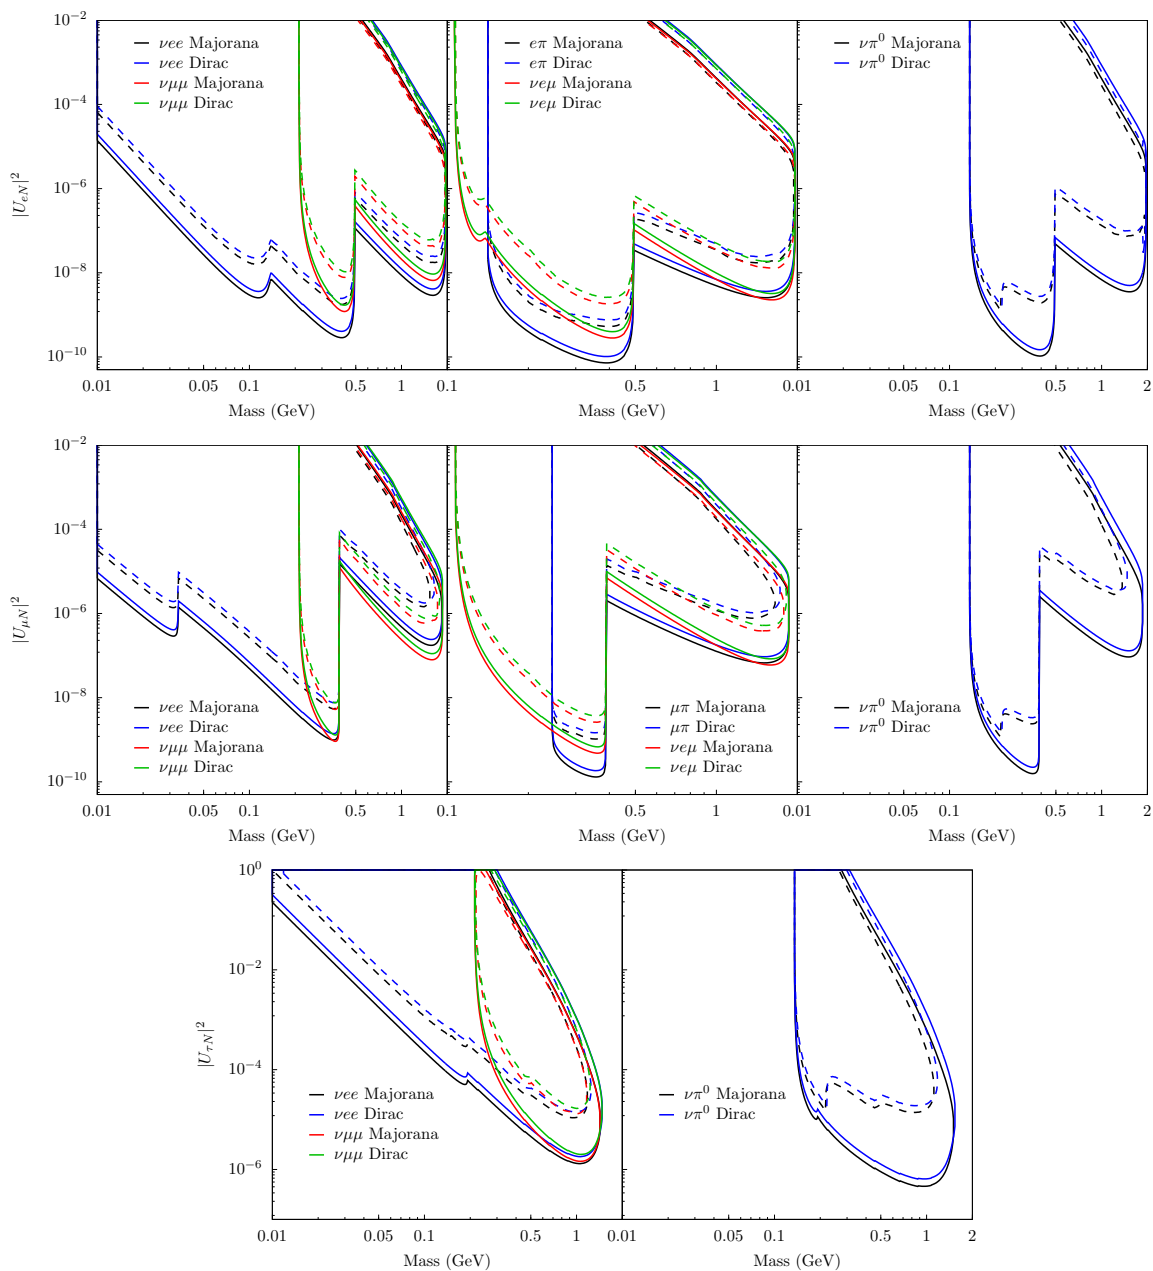 |U_{eN}|^2
10^{-2}
10^{-4}
10^{-6}
10^{-8}
10^{-10}
νee Majorana
νee Dirac
νμμ Majorana
νμμ Dirac
eπ Majorana
eπ Dirac
νeμ Majorana
νeμ Dirac
νπ^0 Majorana
νπ^0 Dirac
0.01 0.05 0.1 0.5 1 0.1 0.5 1 0.01 0.05 0.1 0.5 1 2
Mass (GeV) Mass (GeV) Mass (GeV)
|U_{μN}|^2
10^{-2}
10^{-4}
10^{-6}
10^{-8}
10^{-10}
νee Majorana
νee Dirac
νμμ Majorana
νμμ Dirac
μπ Majorana
μπ Dirac
νeμ Majorana
νeμ Dirac
νπ^0 Majorana
νπ^0 Dirac
0.01 0.05 0.1 0.5 1 0.1 0.5 1 0.01 0.05 0.1 0.5 1 2
Mass (GeV) Mass (GeV) Mass (GeV)
|U_{τN}|^2
10^0
10^{-2}
10^{-4}
10^{-6}
νee Majorana
νee Dirac
νμμ Majorana
νμμ Dirac
νπ^0 Majorana
νπ^0 Dirac
0.01 0.05 0.1 0.5 1 0.01 0.05 0.1 0.5 1 2
Mass (GeV) Mass (GeV)